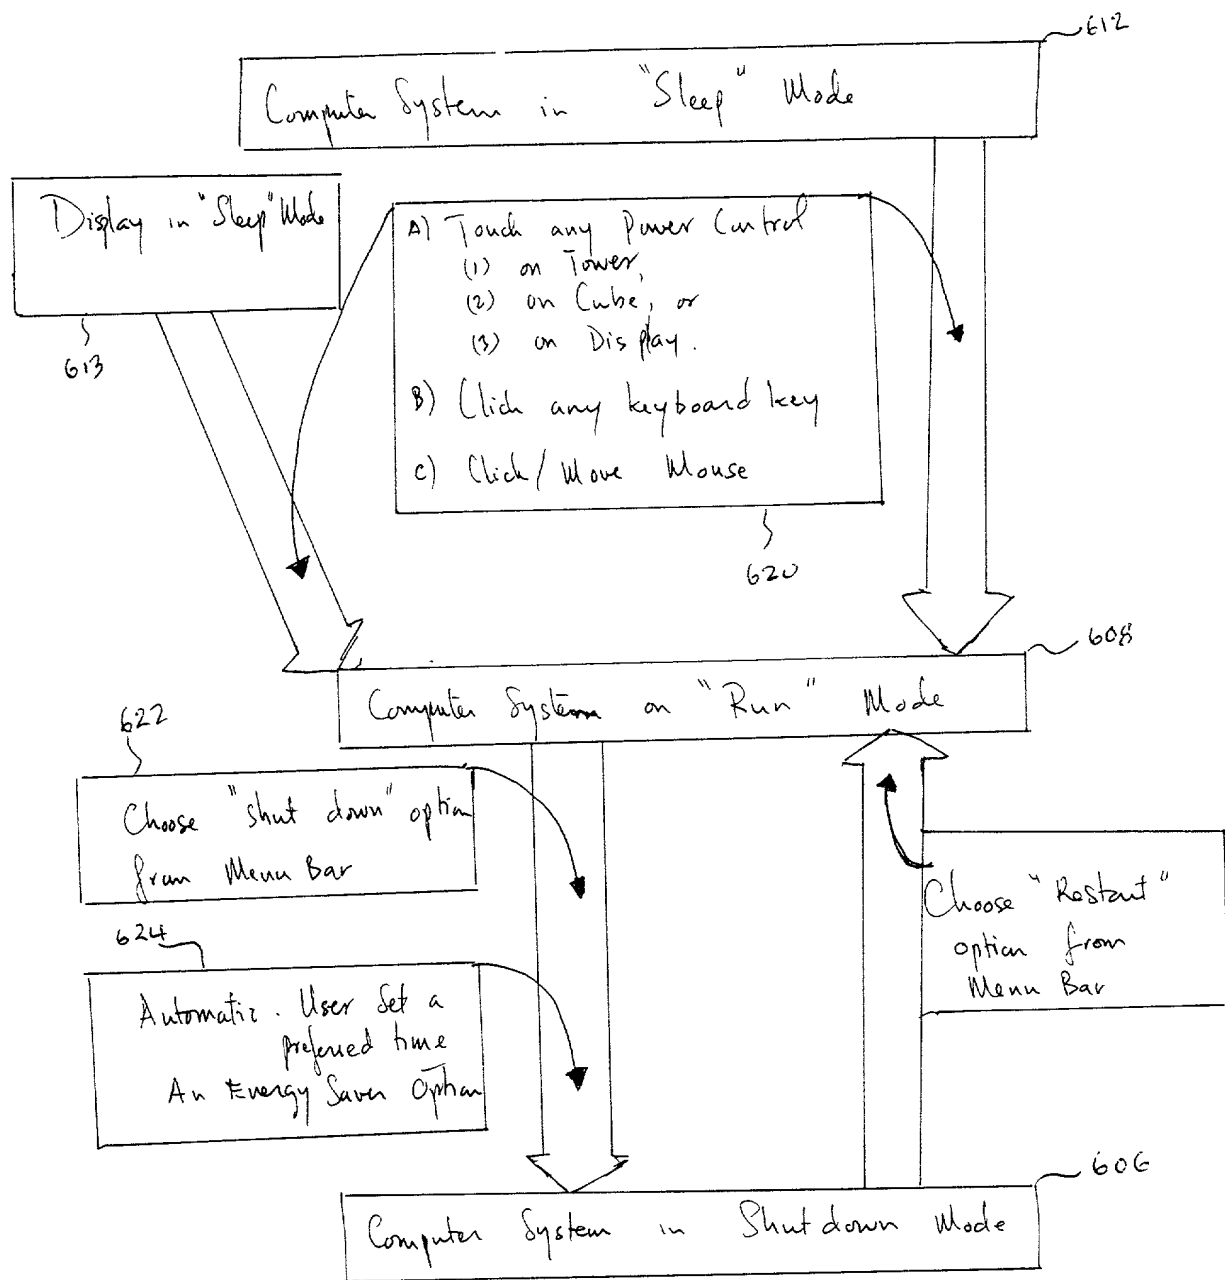 612
Computer System in "Sleep" Mode
Display in "Sleep" Mode
613
A) Touch any Power Control
(1) on Tower,
(2) on Cube, or
(3) on Display.
B) Click any keyboard key
C) Click/Move Mouse
620
608
Computer System on "Run" Mode
622
Choose "shut down" option
from Menu Bar
624
Automatic. User Set a
preferred time
An Energy Saver Option
Choose "Restart"
option from
Menu Bar
606
Computer System in Shutdown Mode